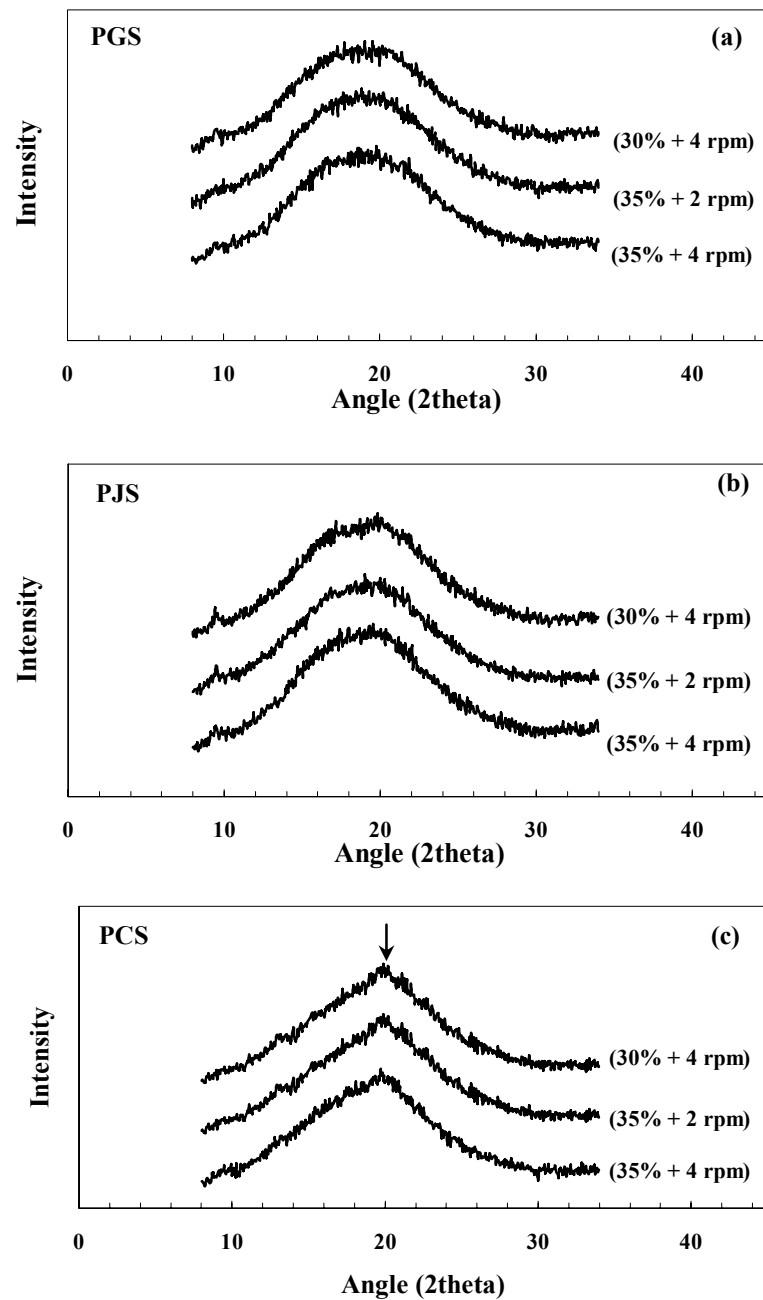 PGS
(a)
Intensity
(30% + 4 rpm)
(35% + 2 rpm)
(35% + 4 rpm)
0 10 20 30 40
Angle (2theta)
PJS
(b)
Intensity
(30% + 4 rpm)
(35% + 2 rpm)
(35% + 4 rpm)
0 10 20 30 40
Angle (2theta)
PCS
(c)
Intensity
(30% + 4 rpm)
(35% + 2 rpm)
(35% + 4 rpm)
0 10 20 30 40
Angle (2theta)